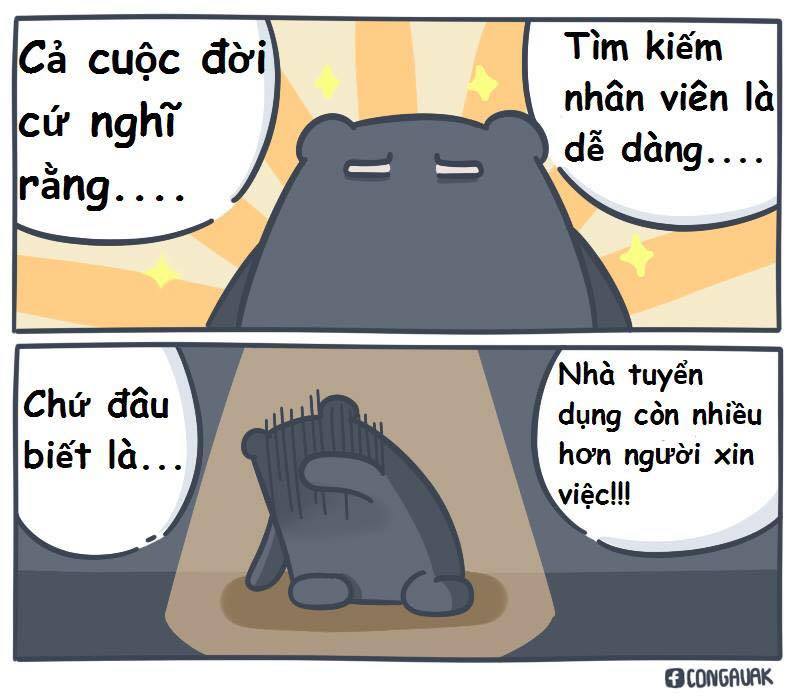 Cả cuộc đời
cứ nghĩ
rằng....
Tìm kiếm
nhân viên là
dễ dàng....
Chứ đâu
biết là...
Nhà tuyển
dụng còn nhiều
hơn người xin
việc!!!
CONGAUAK